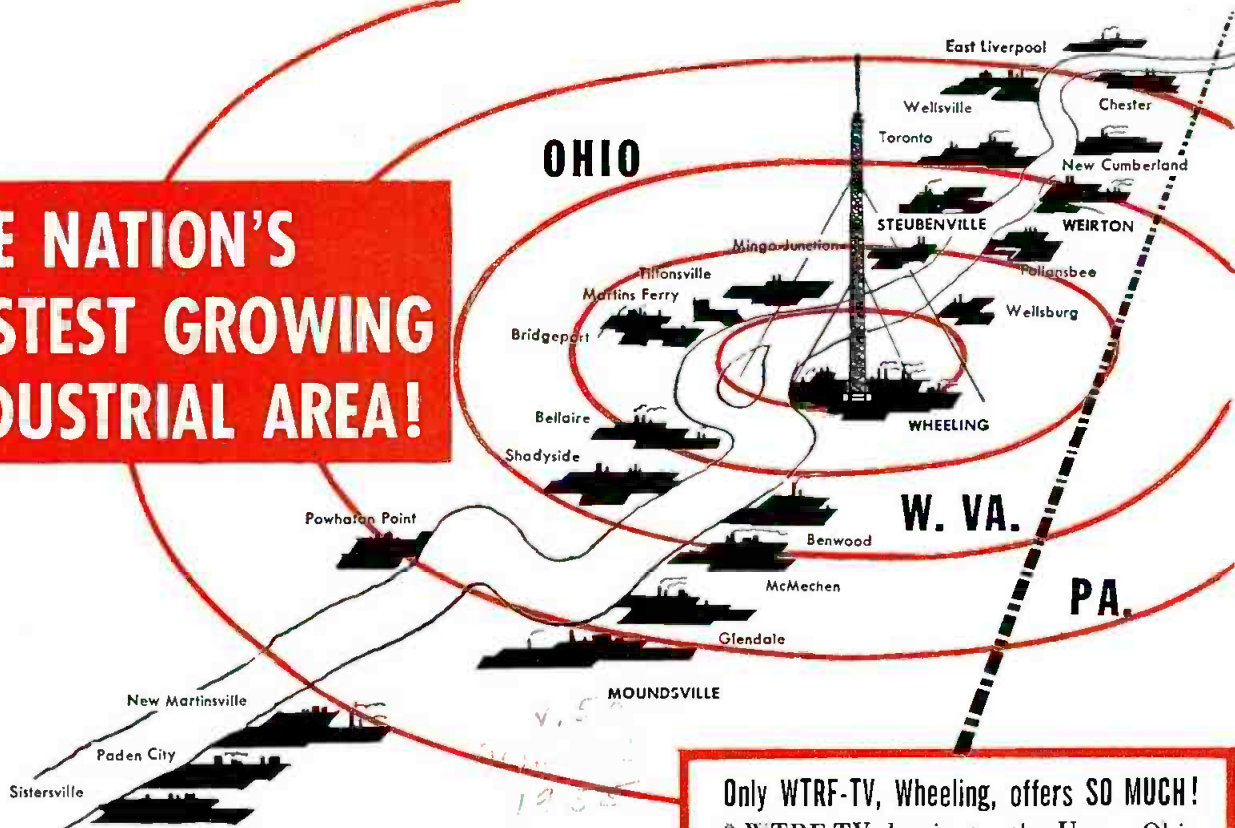 East Liverpool
Wellsville
Chester
Toronto
OHIO
New Cumberland
E NATION'S
STEST GROWING
DUSTRIAL AREA!
STEUBENVILLE
WEIRTON
Mingo Junction
Follansbee
Tiltonsville
Martins Ferry
Wellsburg
Bridgeport
Bellaire
WHEELING
Shadyside
W. VA.
Powhatan Point
Benwood
McMechen
PA.
Glendale
MOUNDSVILLE
New Martinsville
Paden City
Sistersville
Only WTRF-TV, Wheeling, offers SO MUCH!